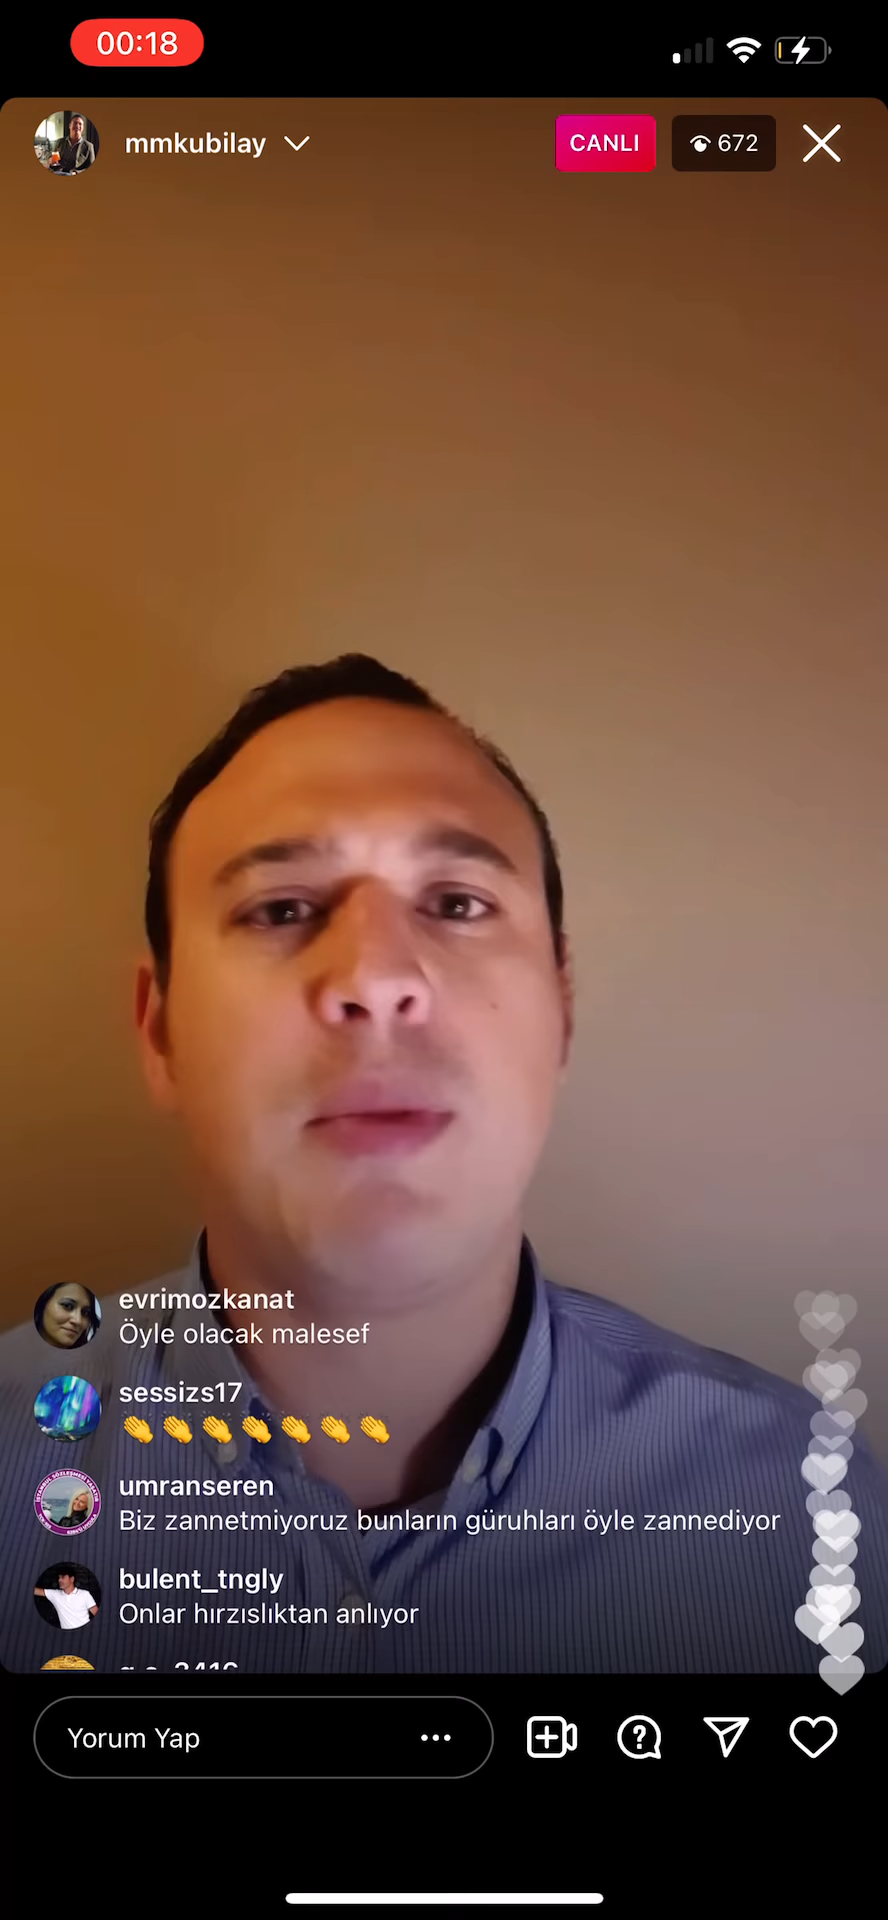 00:18
mmkubilay
CANLI
672
evrimozkanat
Öyle olacak malesef
sessizs17
👏👏👏👏👏👏👏
umranseren
Biz zannetmiyoruz bunların güruhları öyle zannediyor
bulent_tngly
Onlar hırzıslıktan anlıyor
Yorum Yap